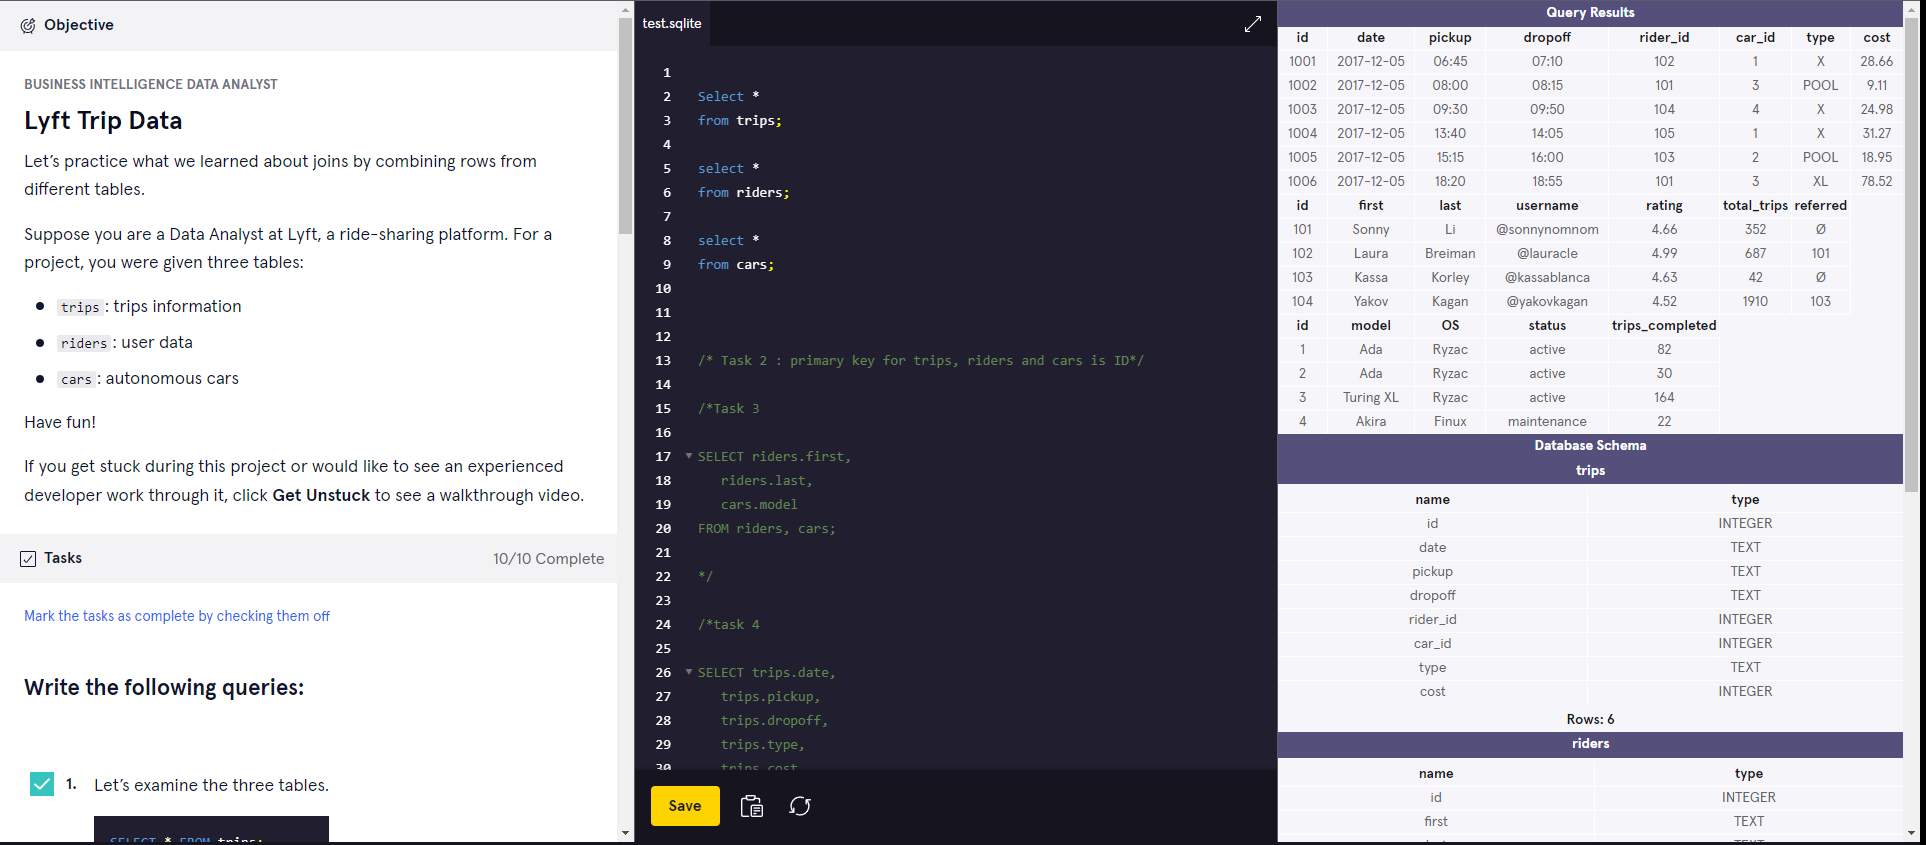 Objective
BUSINESS INTELLIGENCE DATA ANALYST
Lyft Trip Data
Let’s practice what we learned about joins by combining rows from
different tables.
Suppose you are a Data Analyst at Lyft, a ride-sharing platform. For a
project, you were given three tables:
trips : trips information
riders : user data
cars : autonomous cars
Have fun!
If you get stuck during this project or would like to see an experienced
developer work through it, click Get Unstuck to see a walkthrough video.
Tasks 10/10 Complete
Mark the tasks as complete by checking them off
Write the following queries:
1. Let’s examine the three tables.
SELECT * FROM trips;
test.sqlite
1
2 Select *
3 from trips;
4
5 select *
6 from riders;
7
8 select *
9 from cars;
10
11
12
13 /* Task 2 : primary key for trips, riders and cars is ID*/
14
15 /*Task 3
16
17 SELECT riders.first,
18 riders.last,
19 cars.model
20 FROM riders, cars;
21
22 */
23
24 /*task 4
25
26 SELECT trips.date,
27 trips.pickup,
28 trips.dropoff,
29 trips.type,
30 trips.cost
Save
Query Results
id date pickup dropoff rider_id car_id type cost
1001 2017-12-05 06:45 07:10 102 1 X 28.66
1002 2017-12-05 08:00 08:15 101 3 POOL 9.11
1003 2017-12-05 09:30 09:50 104 4 X 24.98
1004 2017-12-05 13:40 14:05 105 1 X 31.27
1005 2017-12-05 15:15 16:00 103 2 POOL 18.95
1006 2017-12-05 18:20 18:55 101 3 XL 78.52
id first last username rating total_trips referred
101 Sonny Li @sonnynomnom 4.66 352 Ø
102 Laura Breiman @lauracle 4.99 687 101
103 Kassa Korley @kassablanca 4.63 42 Ø
104 Yakov Kagan @yakovkagan 4.52 1910 103
id model OS status trips_completed
1 Ada Ryzac active 82
2 Ada Ryzac active 30
3 Turing XL Ryzac active 164
4 Akira Finux maintenance 22
Database Schema
trips
name type
id INTEGER
date TEXT
pickup TEXT
dropoff TEXT
rider_id INTEGER
car_id INTEGER
type TEXT
cost INTEGER
Rows: 6
riders
name type
id INTEGER
first TEXT